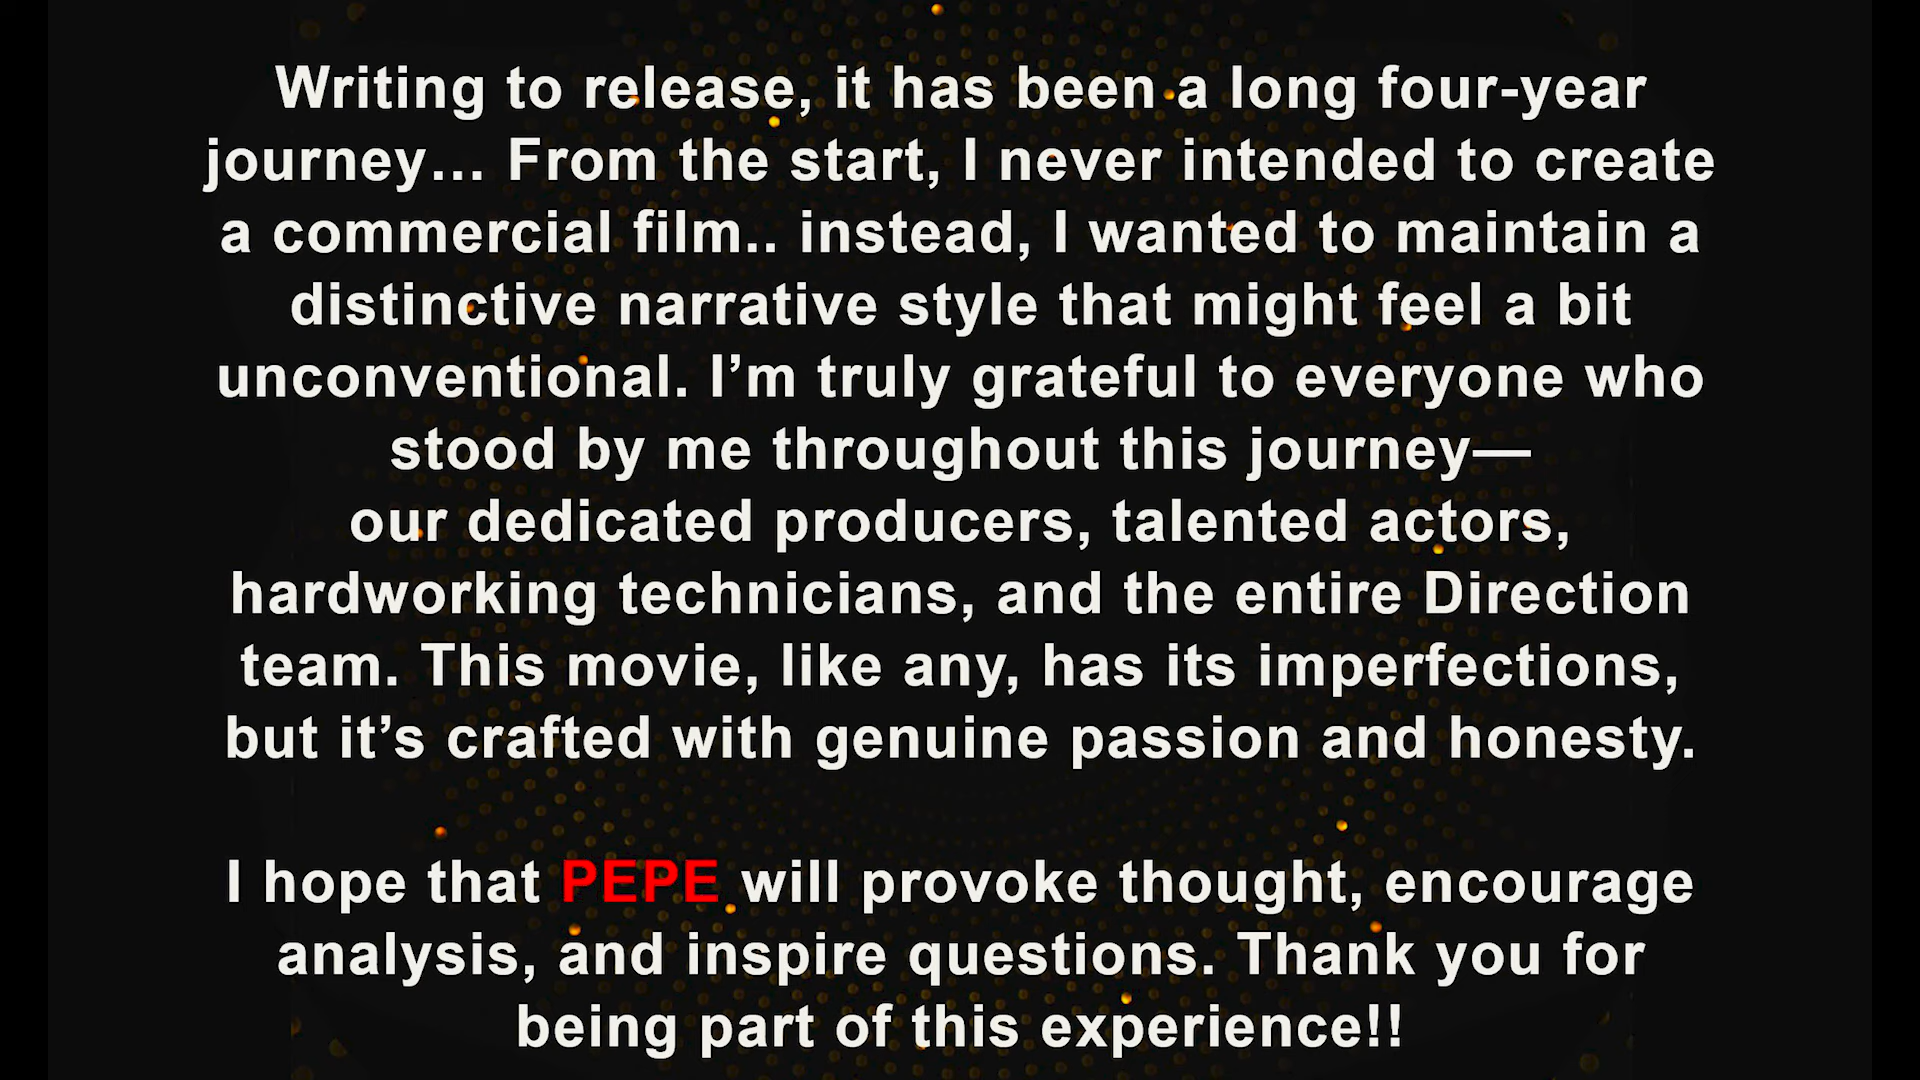 Writing to release, it has been a long four-year
journey... From the start, I never intended to create
a commercial film.. instead, I wanted to maintain a
distinctive narrative style that might feel a bit
unconventional. I’m truly grateful to everyone who
stood by me throughout this journey—
our dedicated producers, talented actors,
hardworking technicians, and the entire Direction
team. This movie, like any, has its imperfections,
but it’s crafted with genuine passion and honesty.
I hope that PEPE will provoke thought, encourage
analysis, and inspire questions. Thank you for
being part of this experience!!